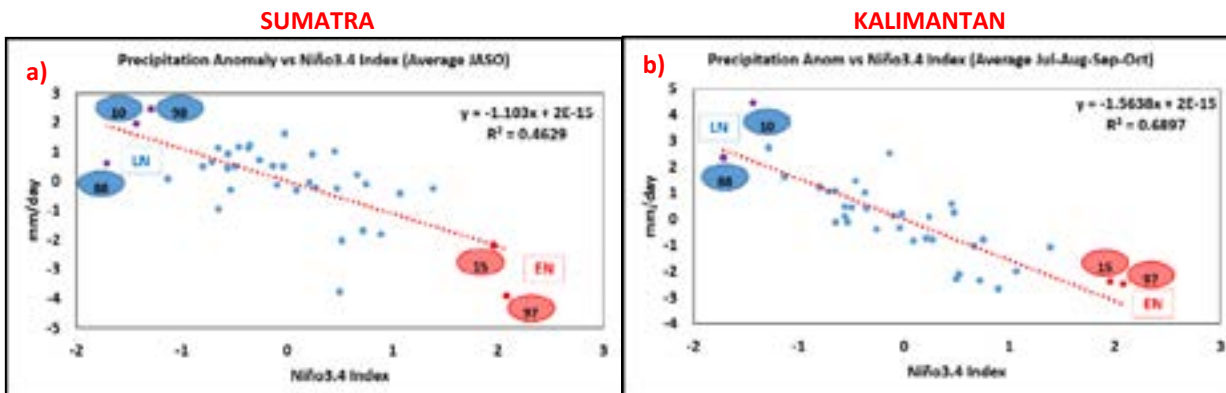 SUMATRA
KALIMANTAN
a)
Precipitation Anomaly vs Niño3.4 Index (Average JASO)
y = -1.103x + 2E-15
R² = 0.4629
mm/day
3
2
1
0
-1
-2
-3
-4
-5
-2
-1
0
1
2
3
Niño3.4 Index
10
98
LN
88
15
EN
97
b)
Precipitation Anom vs Niño3.4 Index (Average Jul-Aug-Sep-Oct)
y = -1.5638x + 2E-15
R² = 0.6897
mm/day
5
4
3
2
1
0
-1
-2
-3
-4
-2
-1
0
1
2
3
Niño3.4 Index
LN
10
88
15
97
EN